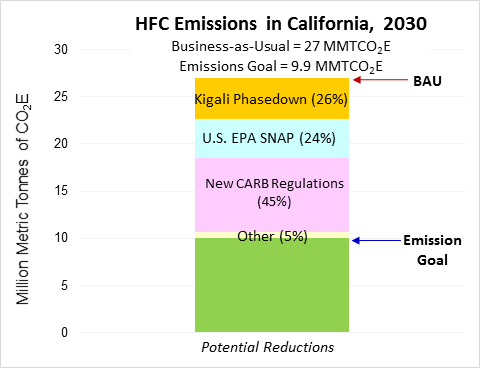 HFC Emissions in California, 2030
Business-as-Usual = 27 MMTCO₂E
Emissions Goal = 9.9 MMTCO₂E
Million Metric Tonnes of CO₂E
30
25
20
15
10
5
0
Kigali Phasedown (26%)
U.S. EPA SNAP (24%)
New CARB Regulations
(45%)
Other (5%)
BAU
Emission
Goal
Potential Reductions